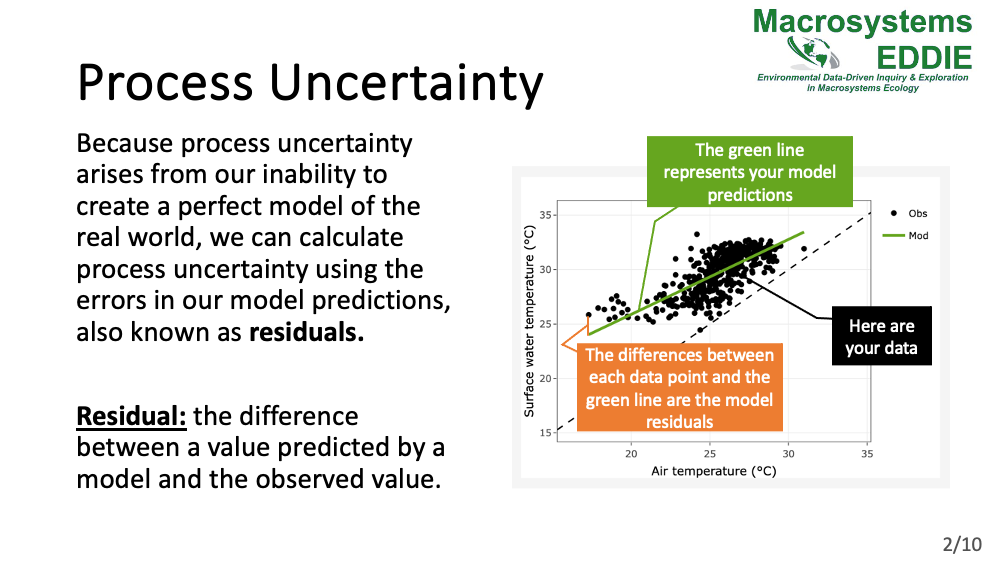 Macrosystems
EDDIE
Environmental Data-Driven Inquiry & Exploration
in Macrosystems Ecology
Process Uncertainty
Because process uncertainty
arises from our inability to
create a perfect model of the
real world, we can calculate
process uncertainty using the
errors in our model predictions,
also known as residuals.
Residual: the difference
between a value predicted by a
model and the observed value.
The green line
represents your model
predictions
Obs
Mod
Here are
your data
The differences between
each data point and the
green line are the model
residuals
Surface water temperature (°C)
35
30
25
20
15
20
25
30
35
Air temperature (°C)
2/10